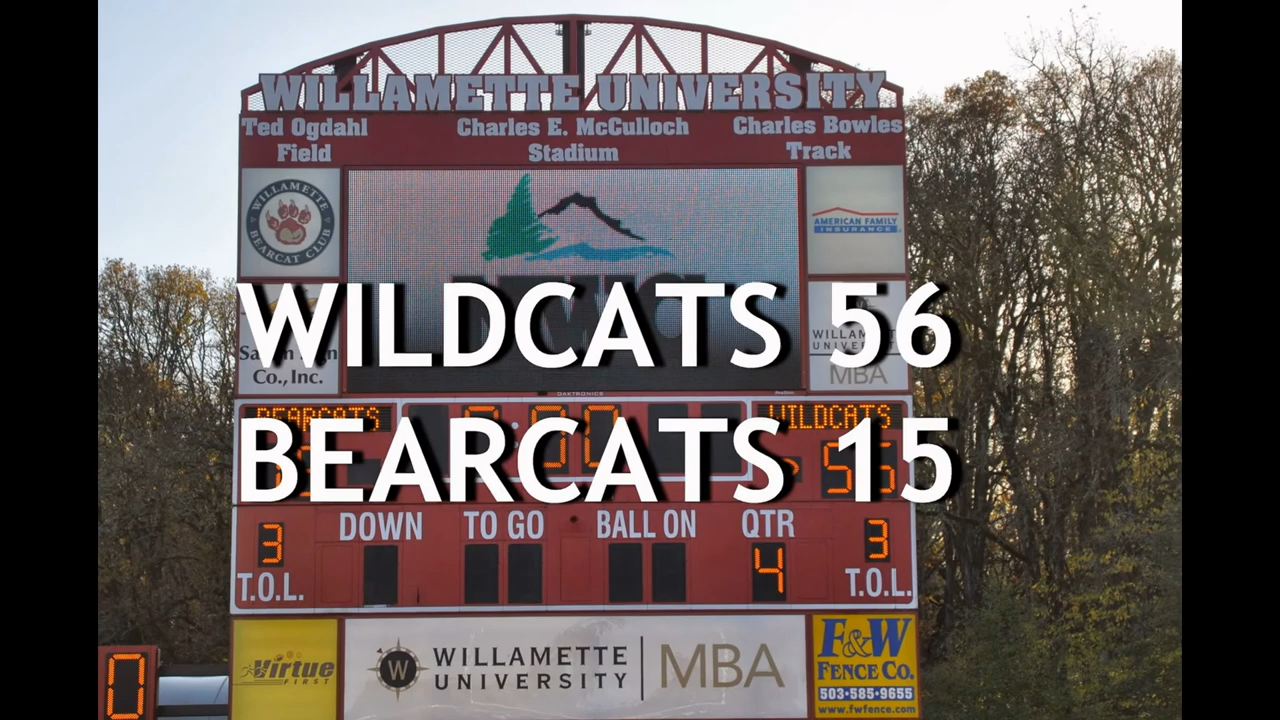 WILLAMETTE UNIVERSITY
Ted Ogdahl Field
Charles E. McCulloch Stadium
Charles Bowles Track
WILLAMETTE BEARCAT CLUB
AMERICAN FAMILY
INSURANCE
WILDCATS 56
Co., Inc.
MBA
DAKTRONICS
BEARCATS
WILDCATS
BEARCATS 15
DOWN
TO GO
BALL ON
QTR
3
4
3
T.O.L.
T.O.L.
0
Virtue
FIRST
W
WILLAMETTE
UNIVERSITY
MBA
F&W
FENCE CO.
503-585-9655
www.fwfence.com